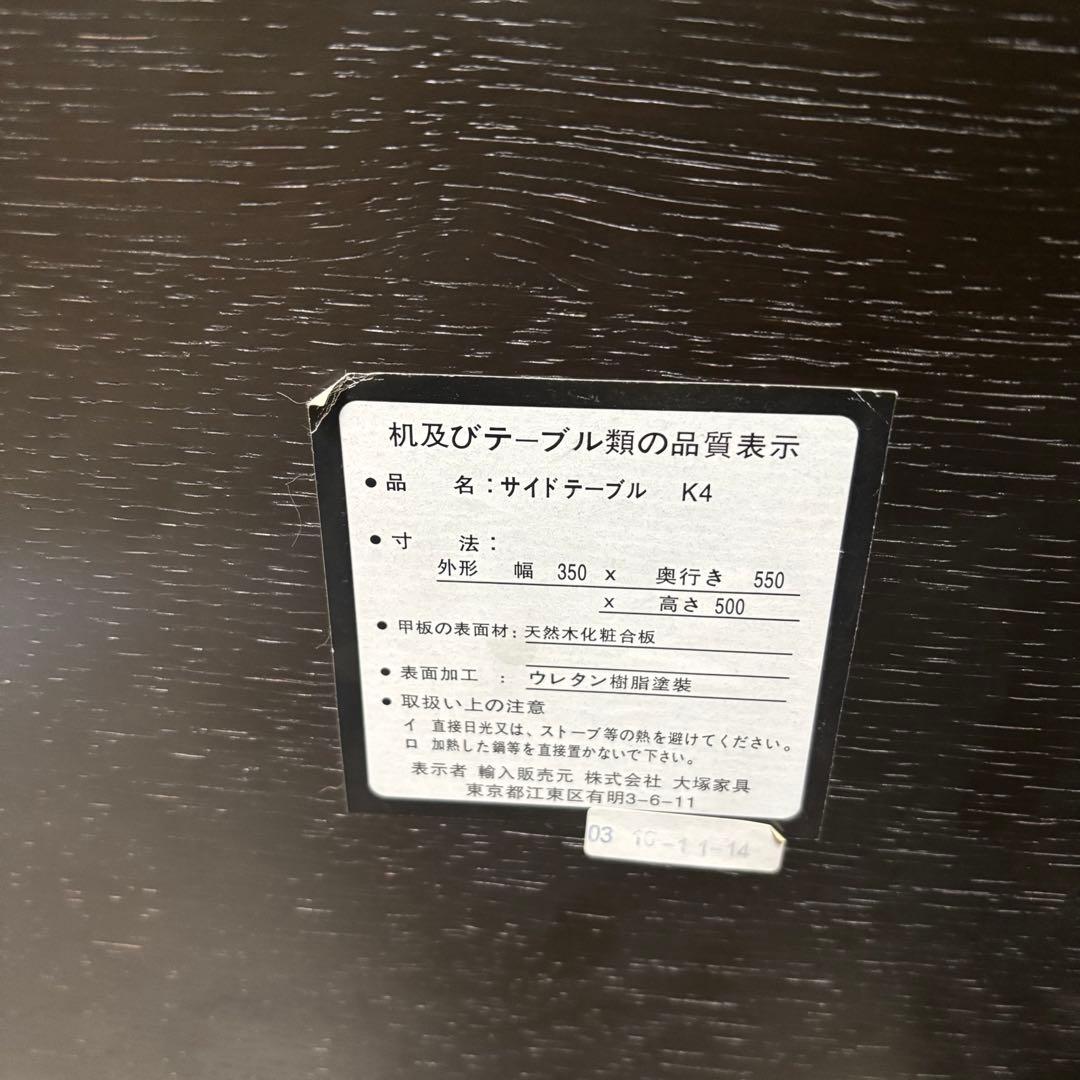 机及びテーブル類の品質表示
●品　名：サイドテーブル　K4
●寸　法：
外形　幅　350　x　奥行き　550
x　高さ　500
●甲板の表面材：天然木化粧合板
●表面加工　：　ウレタン樹脂塗装
●取扱い上の注意
イ　直接日光又は、ストーブ等の熱を避けてください。
ロ　加熱した鍋等を直接置かないで下さい。
表示者　輸入販売元　株式会社　大塚家具
東京都江東区有明3-6-11
03